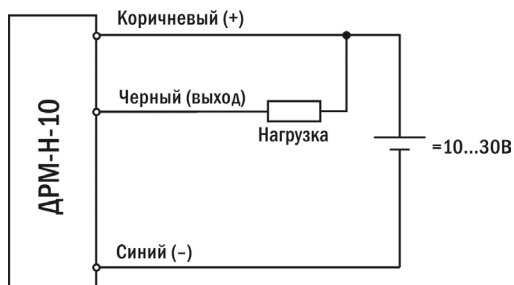 Коричневый (+)
Черный (выход)
Нагрузка
ДРМ-Н-10
=10...30В
Синий (–)